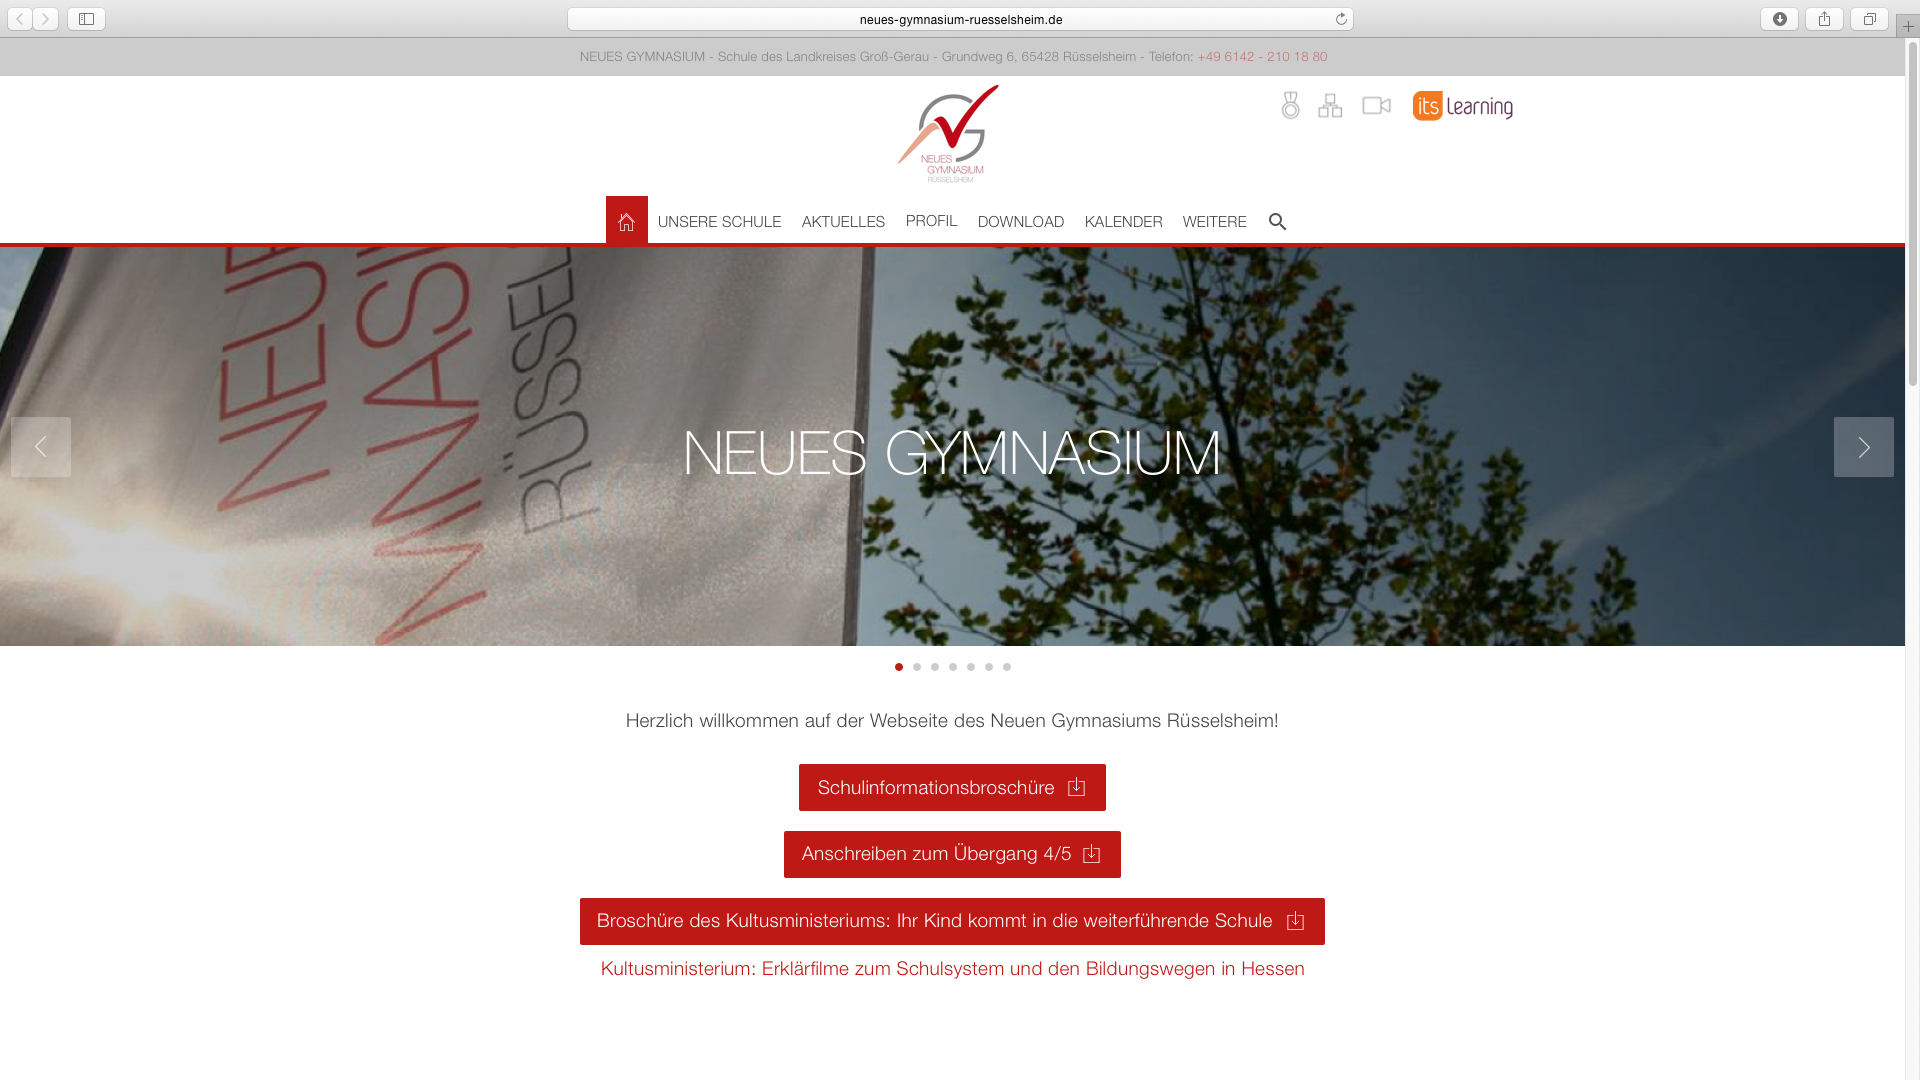 neues-gymnasium-ruesselsheim.de
NEUES GYMNASIUM - Schule des Landkreises Groß-Gerau - Grundweg 6, 65428 Rüsselsheim - Telefon: +49 6142 - 210 18 80
NEUES
GYMNASIUM
RÜSSELSHEIM
its learning
UNSERE SCHULE AKTUELLES PROFIL DOWNLOAD KALENDER WEITERE
NEUE
MNASI
RÜSSEL
NEUES GYMNASIUM
Herzlich willkommen auf der Webseite des Neuen Gymnasiums Rüsselsheim!
Schulinformationsbroschüre
Anschreiben zum Übergang 4/5
Broschüre des Kultusministeriums: Ihr Kind kommt in die weiterführende Schule
Kultusministerium: Erklärfilme zum Schulsystem und den Bildungswegen in Hessen